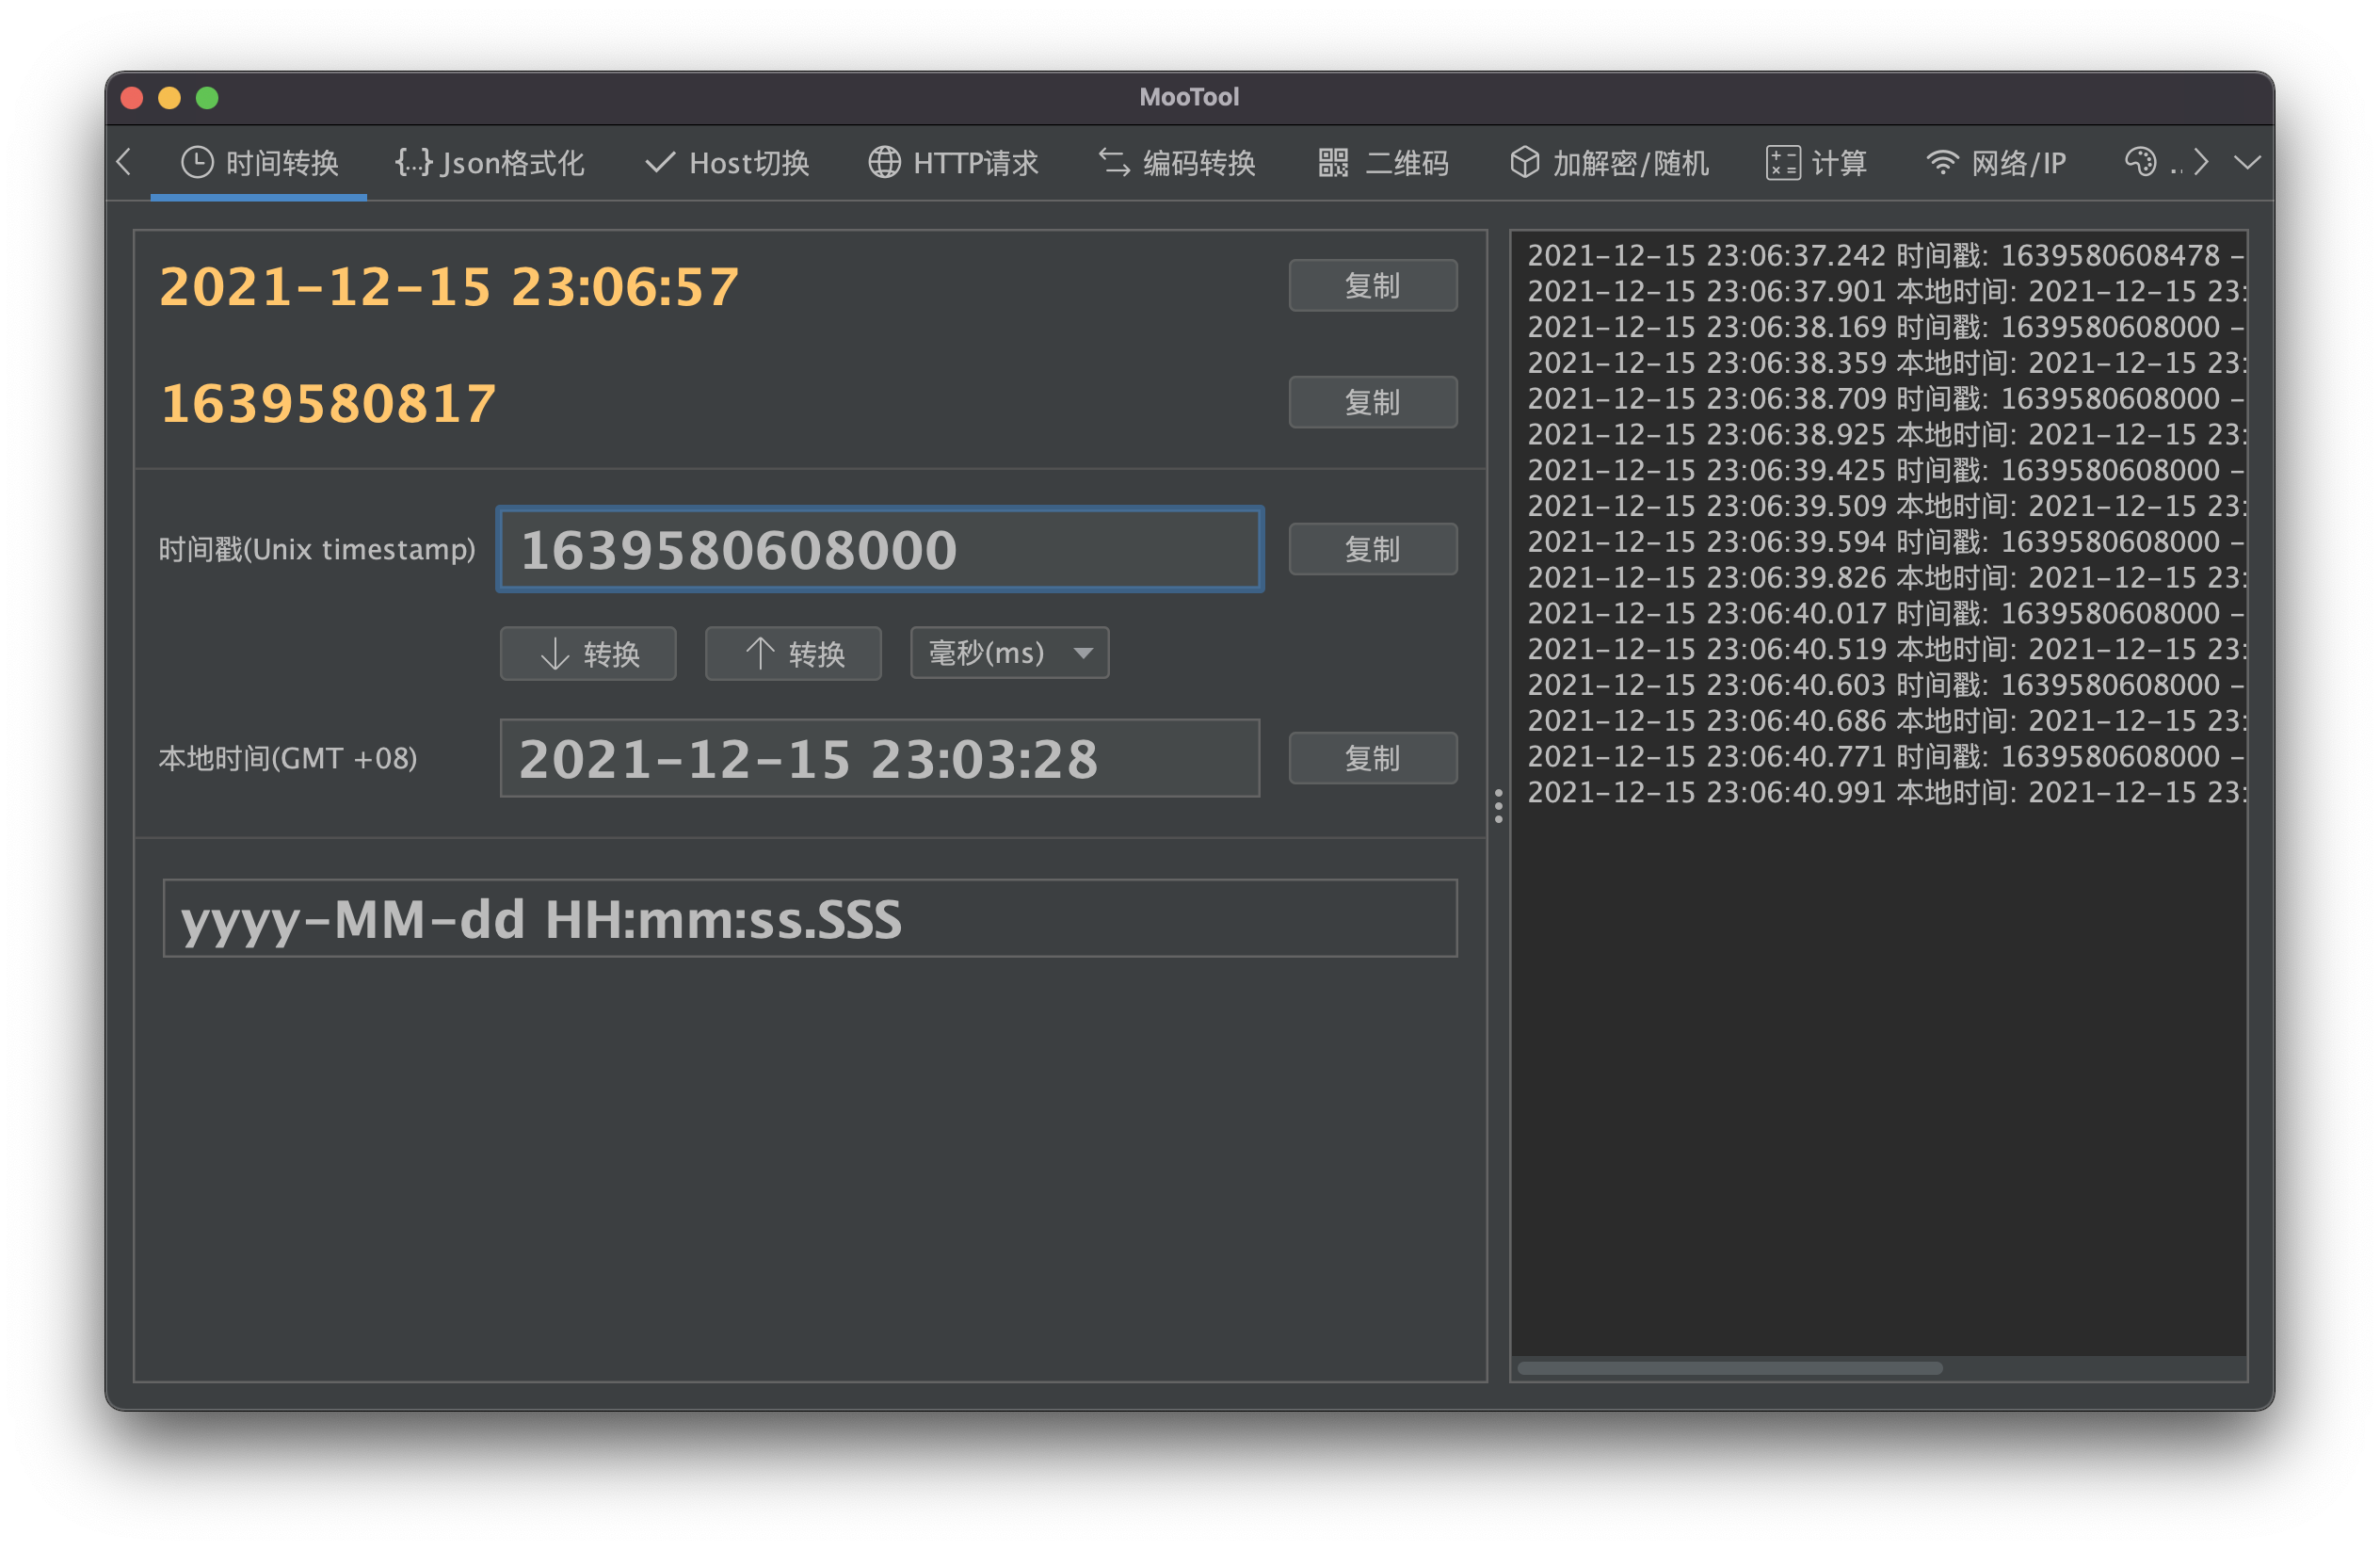 MooTool
时间转换 {...} Json格式化 Host切换 HTTP请求 编码转换 二维码 加解密/随机 计算 网络/IP ..
2021-12-15 23:06:57 复制
1639580817 复制
时间戳(Unix timestamp) 1639580608000 复制
转换 转换 毫秒(ms)
本地时间(GMT +08) 2021-12-15 23:03:28 复制
yyyy-MM-dd HH:mm:ss.SSS
2021-12-15 23:06:37.242 时间戳: 1639580608478 -
2021-12-15 23:06:37.901 本地时间: 2021-12-15 23:
2021-12-15 23:06:38.169 时间戳: 1639580608000 -
2021-12-15 23:06:38.359 本地时间: 2021-12-15 23:
2021-12-15 23:06:38.709 时间戳: 1639580608000 -
2021-12-15 23:06:38.925 本地时间: 2021-12-15 23:
2021-12-15 23:06:39.425 时间戳: 1639580608000 -
2021-12-15 23:06:39.509 本地时间: 2021-12-15 23:
2021-12-15 23:06:39.594 时间戳: 1639580608000 -
2021-12-15 23:06:39.826 本地时间: 2021-12-15 23:
2021-12-15 23:06:40.017 时间戳: 1639580608000 -
2021-12-15 23:06:40.519 本地时间: 2021-12-15 23:
2021-12-15 23:06:40.603 时间戳: 1639580608000 -
2021-12-15 23:06:40.686 本地时间: 2021-12-15 23:
2021-12-15 23:06:40.771 时间戳: 1639580608000 -
2021-12-15 23:06:40.991 本地时间: 2021-12-15 23: